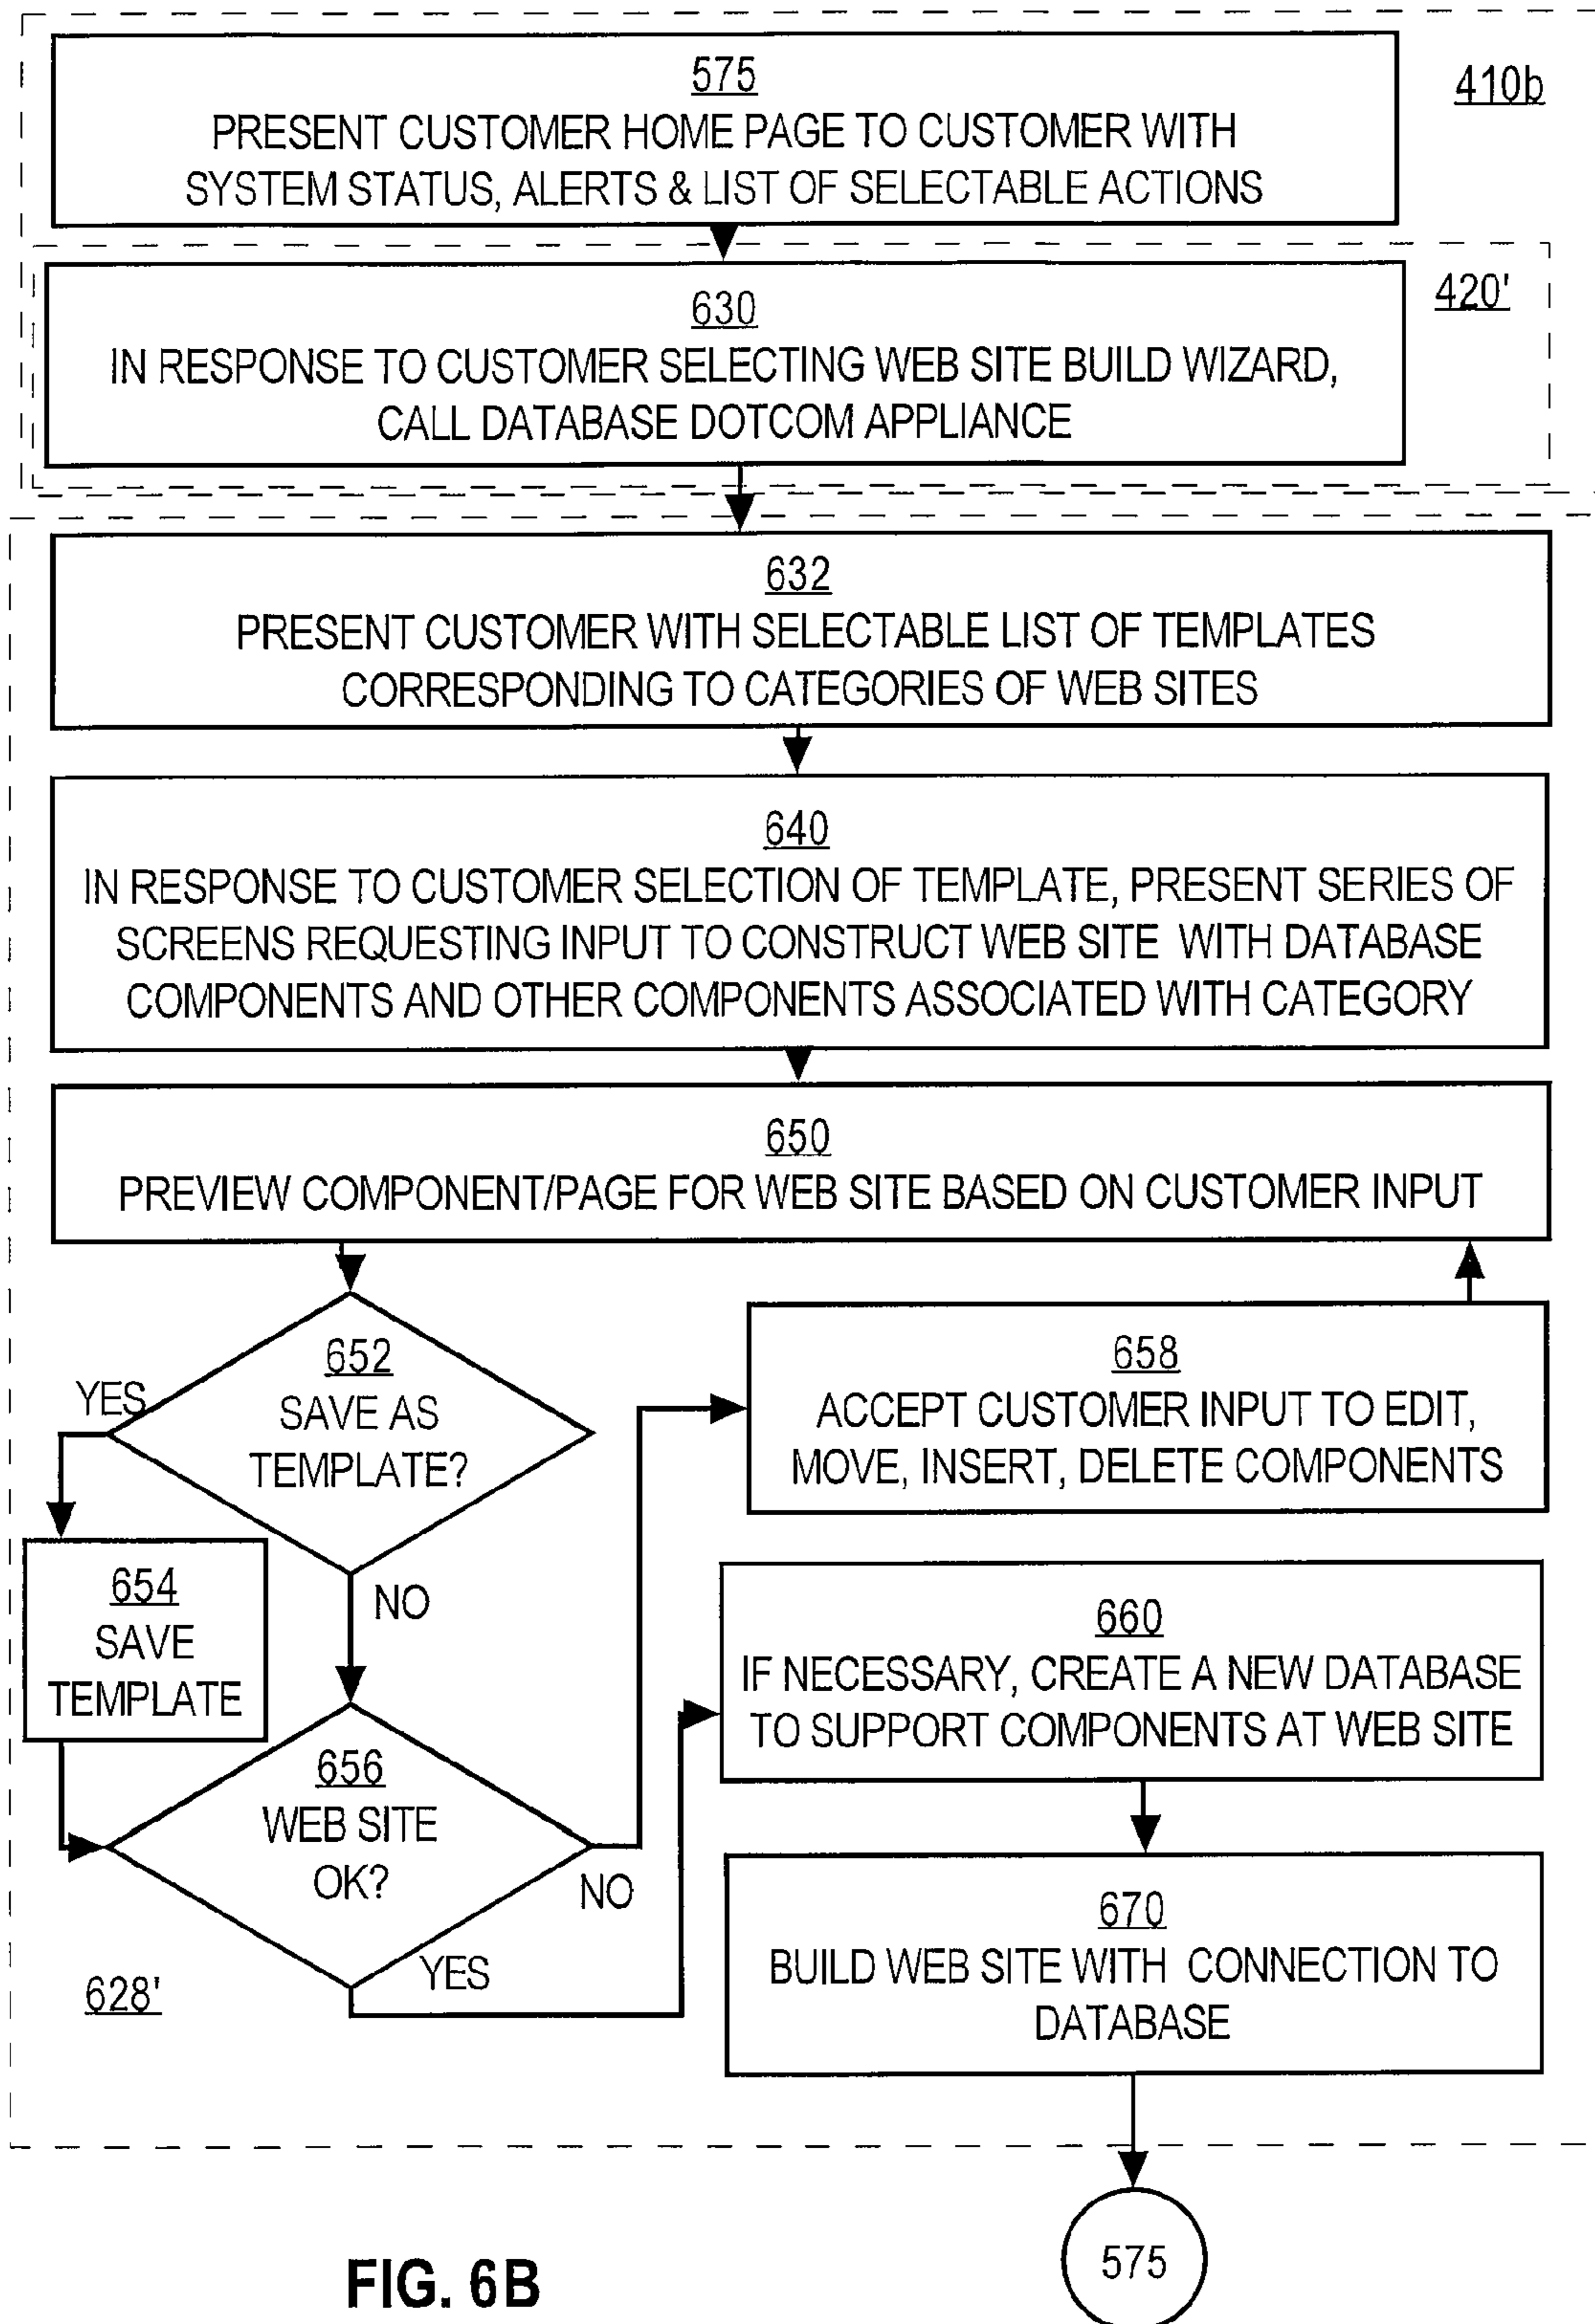 410b
575
PRESENT CUSTOMER HOME PAGE TO CUSTOMER WITH
SYSTEM STATUS, ALERTS & LIST OF SELECTABLE ACTIONS
420'
630
IN RESPONSE TO CUSTOMER SELECTING WEB SITE BUILD WIZARD,
CALL DATABASE DOTCOM APPLIANCE
632
PRESENT CUSTOMER WITH SELECTABLE LIST OF TEMPLATES
CORRESPONDING TO CATEGORIES OF WEB SITES
640
IN RESPONSE TO CUSTOMER SELECTION OF TEMPLATE, PRESENT SERIES OF
SCREENS REQUESTING INPUT TO CONSTRUCT WEB SITE WITH DATABASE
COMPONENTS AND OTHER COMPONENTS ASSOCIATED WITH CATEGORY
650
PREVIEW COMPONENT/PAGE FOR WEB SITE BASED ON CUSTOMER INPUT
652
SAVE AS
TEMPLATE?
YES
NO
654
SAVE
TEMPLATE
656
WEB SITE
OK?
NO
YES
658
ACCEPT CUSTOMER INPUT TO EDIT,
MOVE, INSERT, DELETE COMPONENTS
660
IF NECESSARY, CREATE A NEW DATABASE
TO SUPPORT COMPONENTS AT WEB SITE
670
BUILD WEB SITE WITH CONNECTION TO
DATABASE
628'
575
FIG. 6B